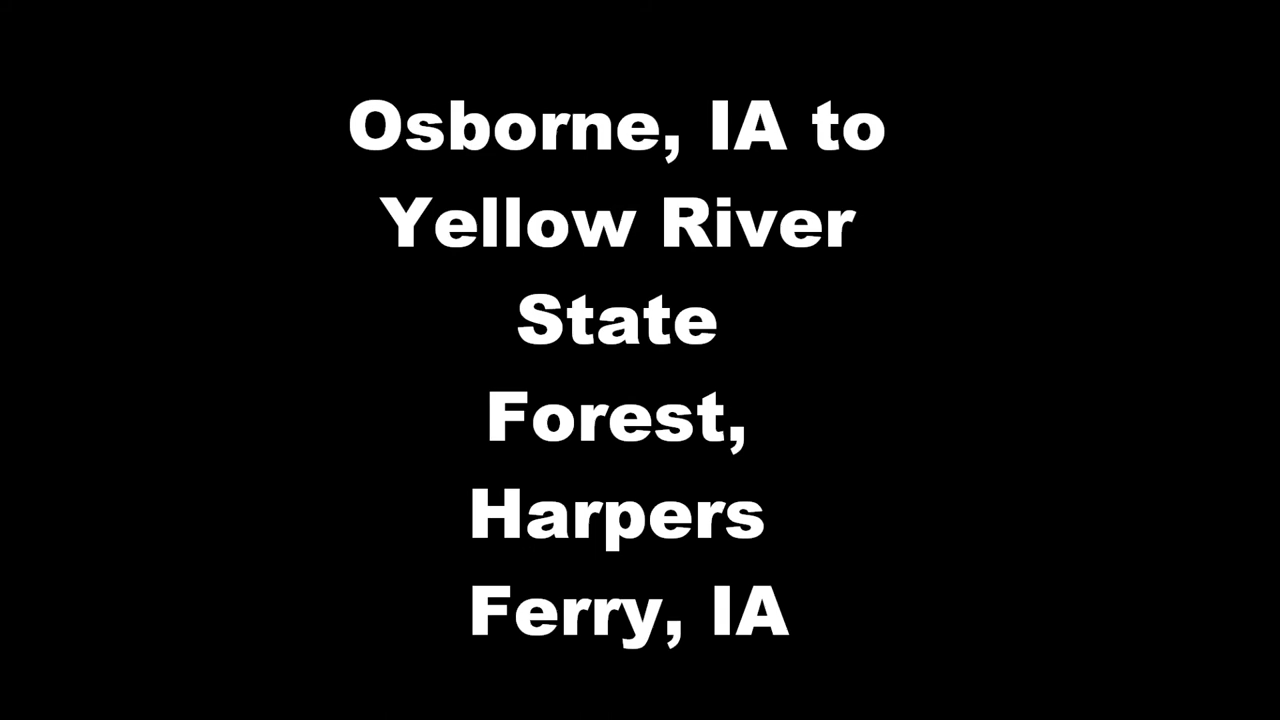 Osborne, IA to
Yellow River
State
Forest,
Harpers
Ferry, IA